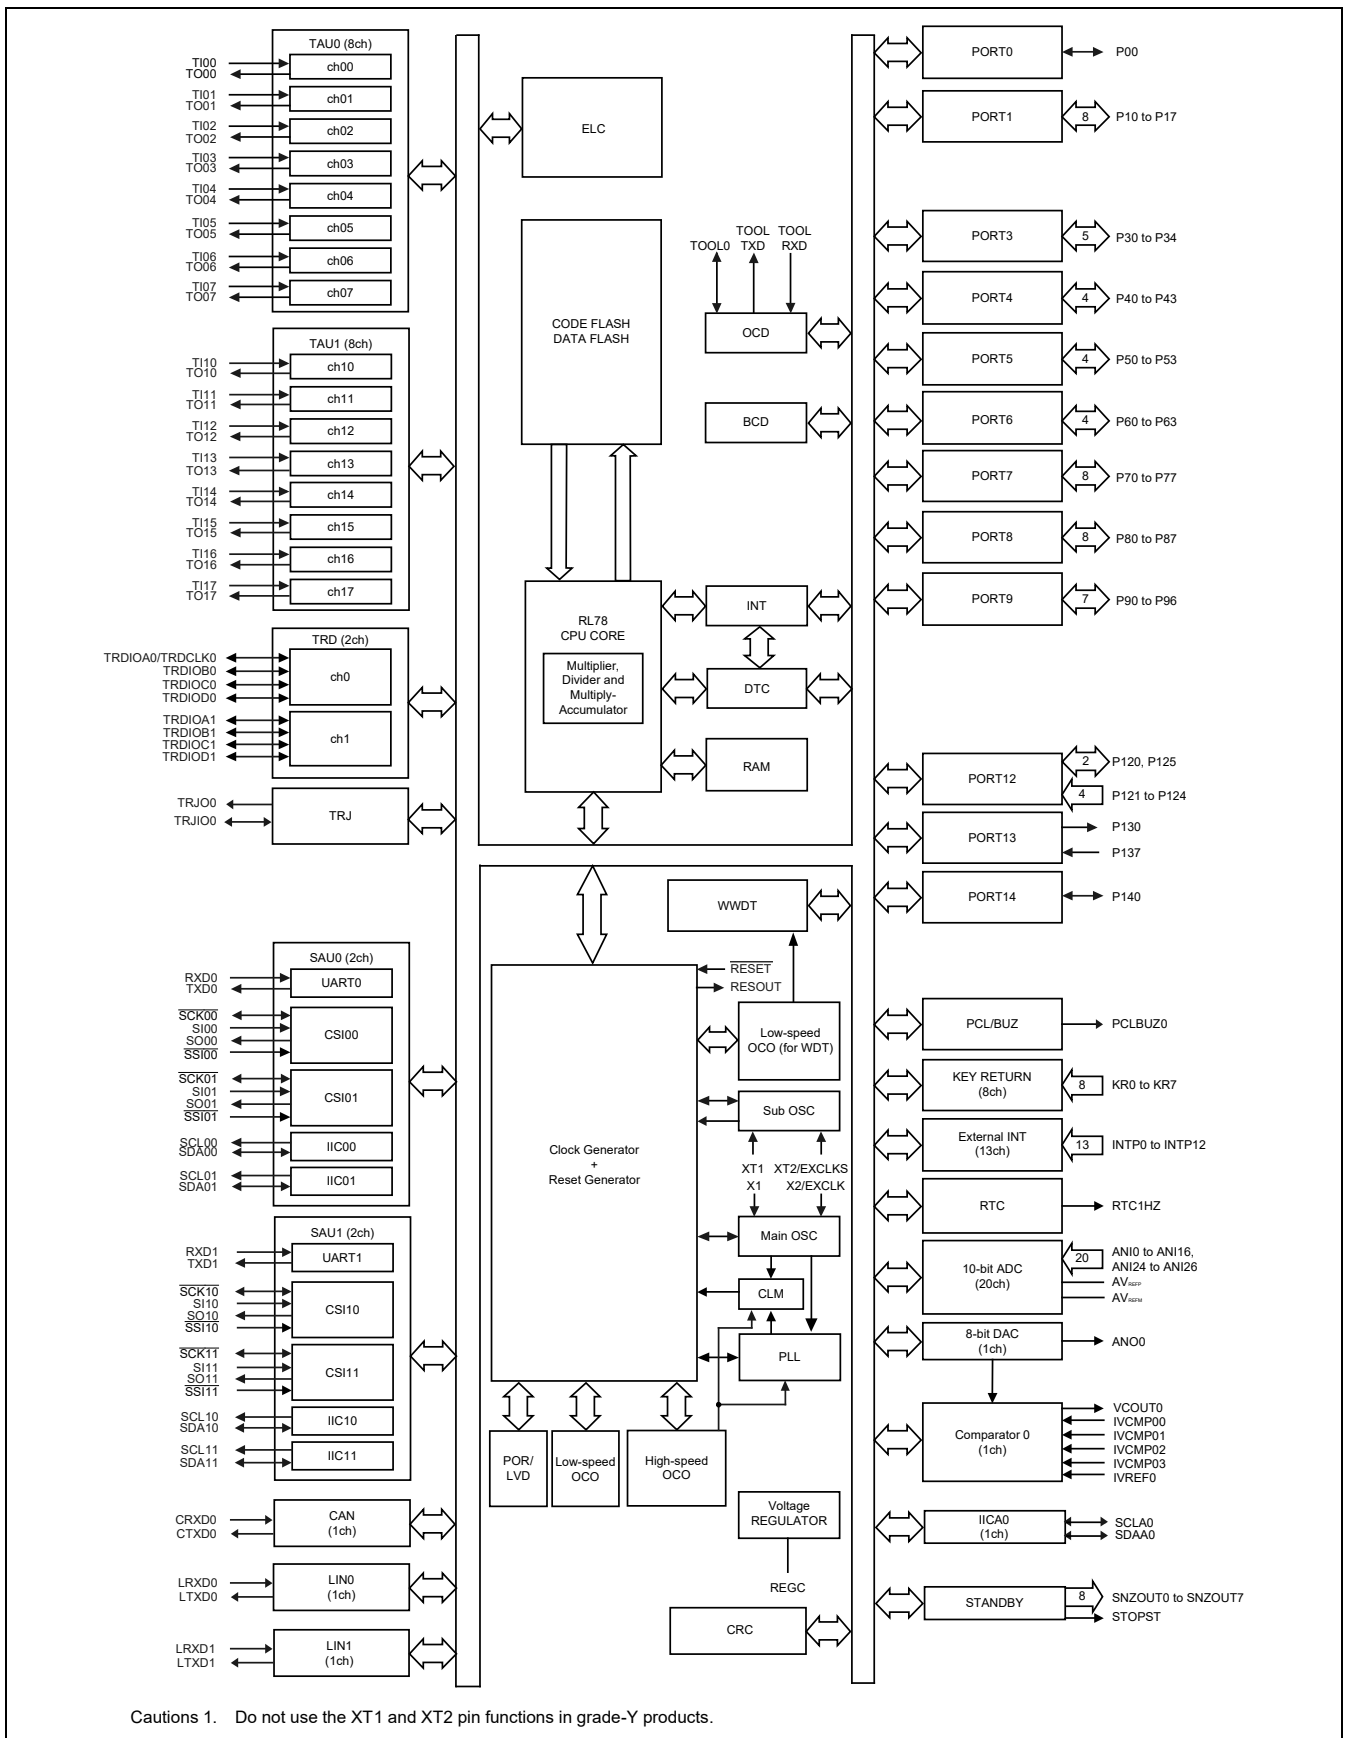 TAU0 (8ch)
TI00
TO00
ch00
TI01
TO01
ch01
TI02
TO02
ch02
TI03
TO03
ch03
TI04
TO04
ch04
TI05
TO05
ch05
TI06
TO06
ch06
TI07
TO07
ch07
TAU1 (8ch)
TI10
TO10
ch10
TI11
TO11
ch11
TI12
TO12
ch12
TI13
TO13
ch13
TI14
TO14
ch14
TI15
TO15
ch15
TI16
TO16
ch16
TI17
TO17
ch17
TRD (2ch)
TRDIOA0/TRDCLK0
TRDIOB0
TRDIOC0
TRDIOD0
ch0
TRDIOA1
TRDIOB1
TRDIOC1
TRDIOD1
ch1
TRJO0
TRJIO0
TRJ
SAU0 (2ch)
RXD0
TXD0
UART0
SCK00
SI00
SO00
SSI00
CSI00
SCK01
SI01
SO01
SSI01
CSI01
SCL00
SDA00
IIC00
SCL01
SDA01
IIC01
SAU1 (2ch)
RXD1
TXD1
UART1
SCK10
SI10
SO10
SSI10
CSI10
SCK11
SI11
SO11
SSI11
CSI11
SCL10
SDA10
IIC10
SCL11
SDA11
IIC11
CRXD0
CTXD0
CAN
(1ch)
LRXD0
LTXD0
LIN0
(1ch)
LRXD1
LTXD1
LIN1
(1ch)
ELC
CODE FLASH
DATA FLASH
TOOL0
TOOL
TXD
TOOL
RXD
OCD
BCD
RL78
CPU CORE
Multiplier,
Divider and
Multiply-
Accumulator
INT
DTC
RAM
WWDT
RESET
RESOUT
Low-speed
OCO (for WDT)
Clock Generator
+
Reset Generator
Sub OSC
XT1
X1
XT2/EXCLKS
X2/EXCLK
Main OSC
CLM
PLL
POR/
LVD
Low-speed
OCO
High-speed
OCO
Voltage
REGULATOR
REGC
CRC
PORT0
P00
PORT1
8
P10 to P17
PORT3
5
P30 to P34
PORT4
4
P40 to P43
PORT5
4
P50 to P53
PORT6
4
P60 to P63
PORT7
8
P70 to P77
PORT8
8
P80 to P87
PORT9
7
P90 to P96
PORT12
2
P120, P125
4
P121 to P124
PORT13
P130
P137
PORT14
P140
PCL/BUZ
PCLBUZ0
KEY RETURN
(8ch)
8
KR0 to KR7
External INT
(13ch)
13
INTP0 to INTP12
RTC
RTC1HZ
10-bit ADC
(20ch)
20
ANI0 to ANI16,
ANI24 to ANI26
AVREFP
AVREFM
8-bit DAC
(1ch)
ANO0
Comparator 0
(1ch)
VCOUT0
IVCMP00
IVCMP01
IVCMP02
IVCMP03
IVREF0
IICA0
(1ch)
SCLA0
SDAA0
STANDBY
8
SNZOUT0 to SNZOUT7
STOPST
Cautions 1. Do not use the XT1 and XT2 pin functions in grade-Y products.